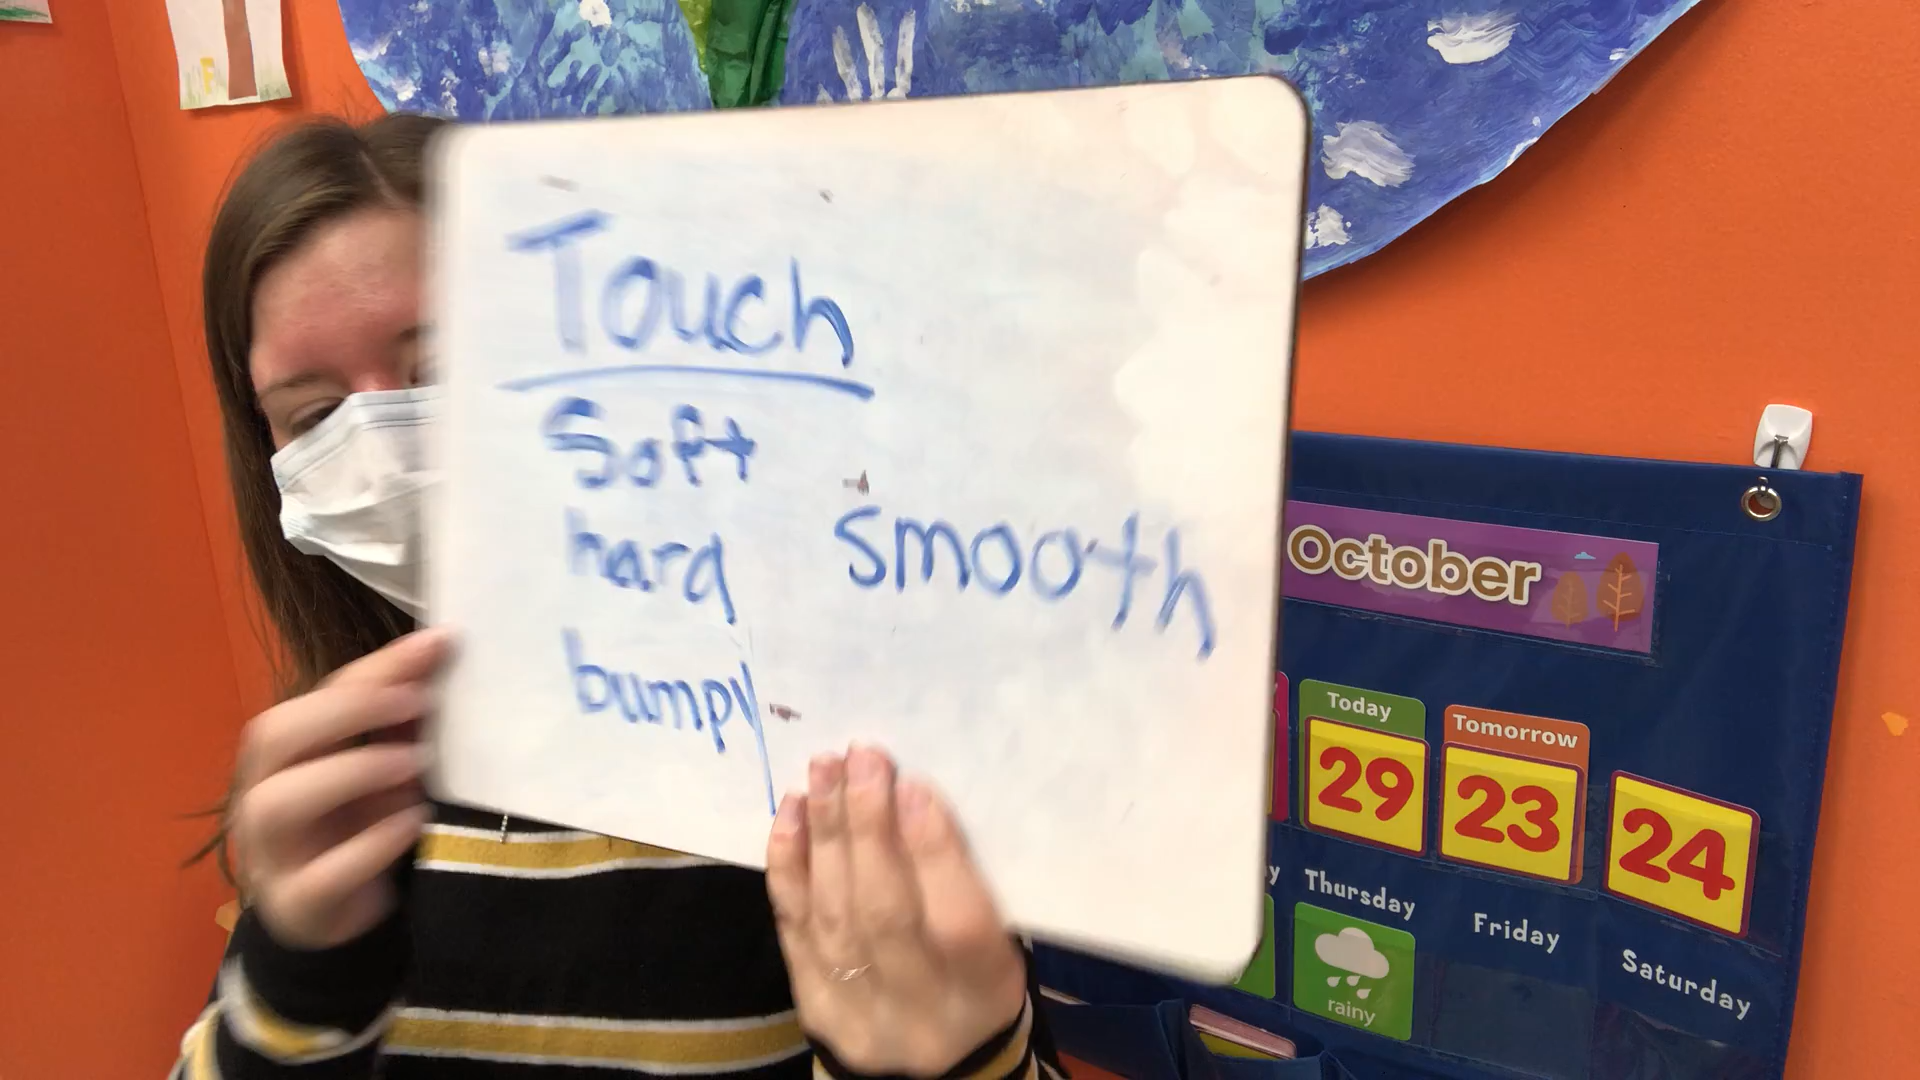 Touch
Soft
hard
bumpy
smooth
October
Today
Tomorrow
29
23
24
Thursday
Friday
Saturday
rainy
F